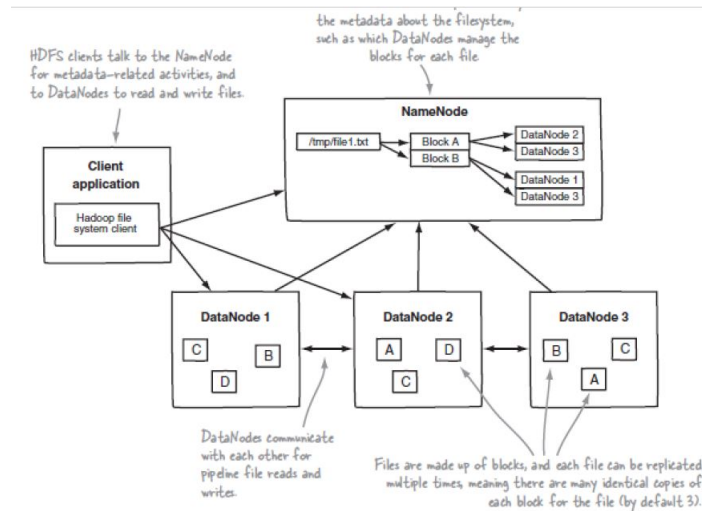 the metadata about the filesystem,
such as which DataNodes manage the
blocks for each file
HDFS clients talk to the NameNode
for metadata-related activities, and
to DataNodes to read and write files.
NameNode
/tmp/file1.txt
Block A
Block B
DataNode 2
DataNode 3
DataNode 1
DataNode 3
Client
application
Hadoop file
system client
DataNode 1
C
B
D
DataNode 2
A
D
C
DataNode 3
B
C
A
DataNodes communicate
with each other for
pipeline file reads and
writes.
Files are made up of blocks, and each file can be replicated
multiple times, meaning there are many identical copies of
each block for the file (by default 3).